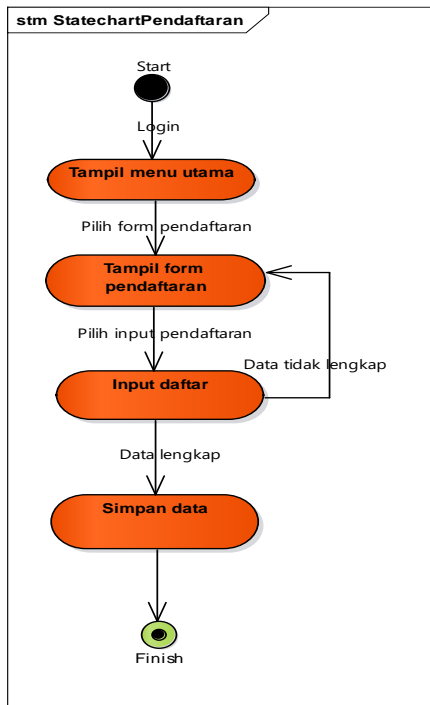 stm StatechartPendaftaran
Start
Login
Tampil menu utama
Pilih form pendaftaran
Tampil form
pendaftaran
Pilih input pendaftaran
Data tidak lengkap
Input daftar
Data lengkap
Simpan data
Finish